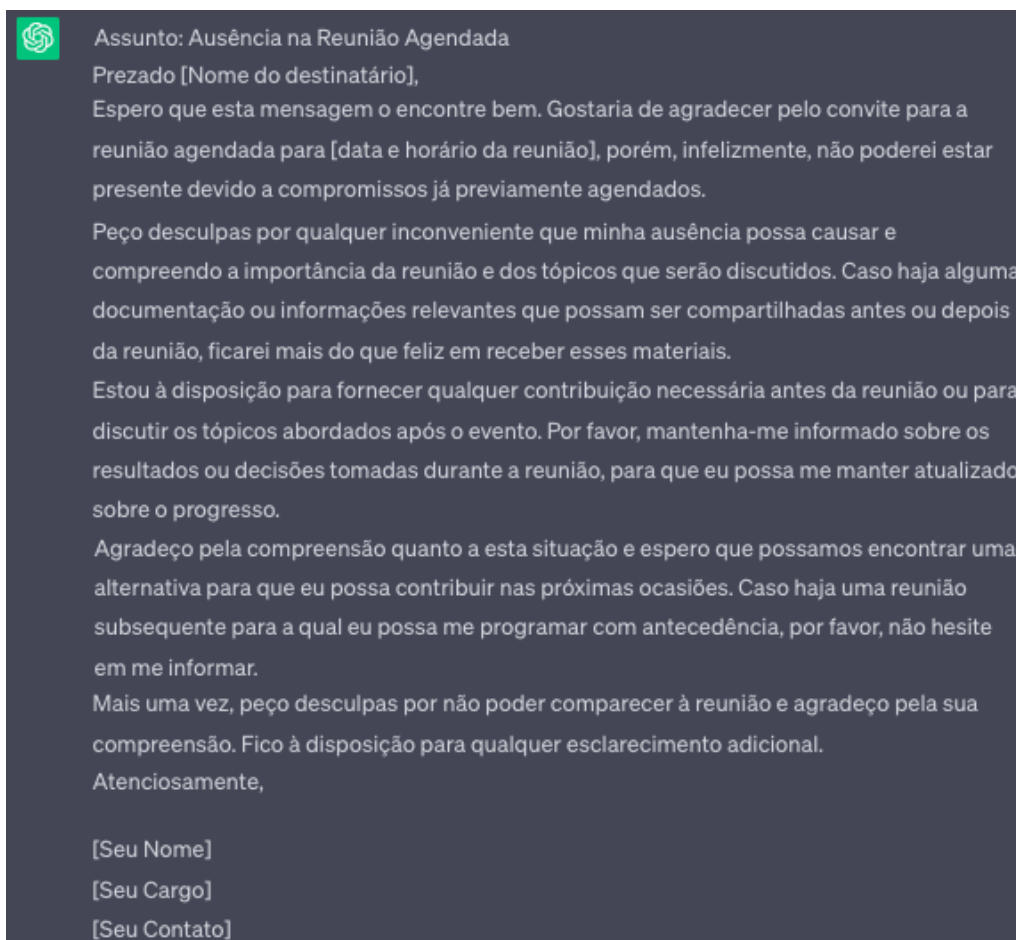 Assunto: Ausência na Reunião Agendada
Prezado [Nome do destinatário],
Espero que esta mensagem o encontre bem. Gostaria de agradecer pelo convite para a
reunião agendada para [data e horário da reunião], porém, infelizmente, não poderei estar
presente devido a compromissos já previamente agendados.
Peço desculpas por qualquer inconveniente que minha ausência possa causar e
compreendo a importância da reunião e dos tópicos que serão discutidos. Caso haja alguma
documentação ou informações relevantes que possam ser compartilhadas antes ou depois
da reunião, ficarei mais do que feliz em receber esses materiais.
Estou à disposição para fornecer qualquer contribuição necessária antes da reunião ou para
discutir os tópicos abordados após o evento. Por favor, mantenha-me informado sobre os
resultados ou decisões tomadas durante a reunião, para que eu possa me manter atualizado
sobre o progresso.
Agradeço pela compreensão quanto a esta situação e espero que possamos encontrar uma
alternativa para que eu possa contribuir nas próximas ocasiões. Caso haja uma reunião
subsequente para a qual eu possa me programar com antecedência, por favor, não hesite
em me informar.
Mais uma vez, peço desculpas por não poder comparecer à reunião e agradeço pela sua
compreensão. Fico à disposição para qualquer esclarecimento adicional.
Atenciosamente,
[Seu Nome]
[Seu Cargo]
[Seu Contato]